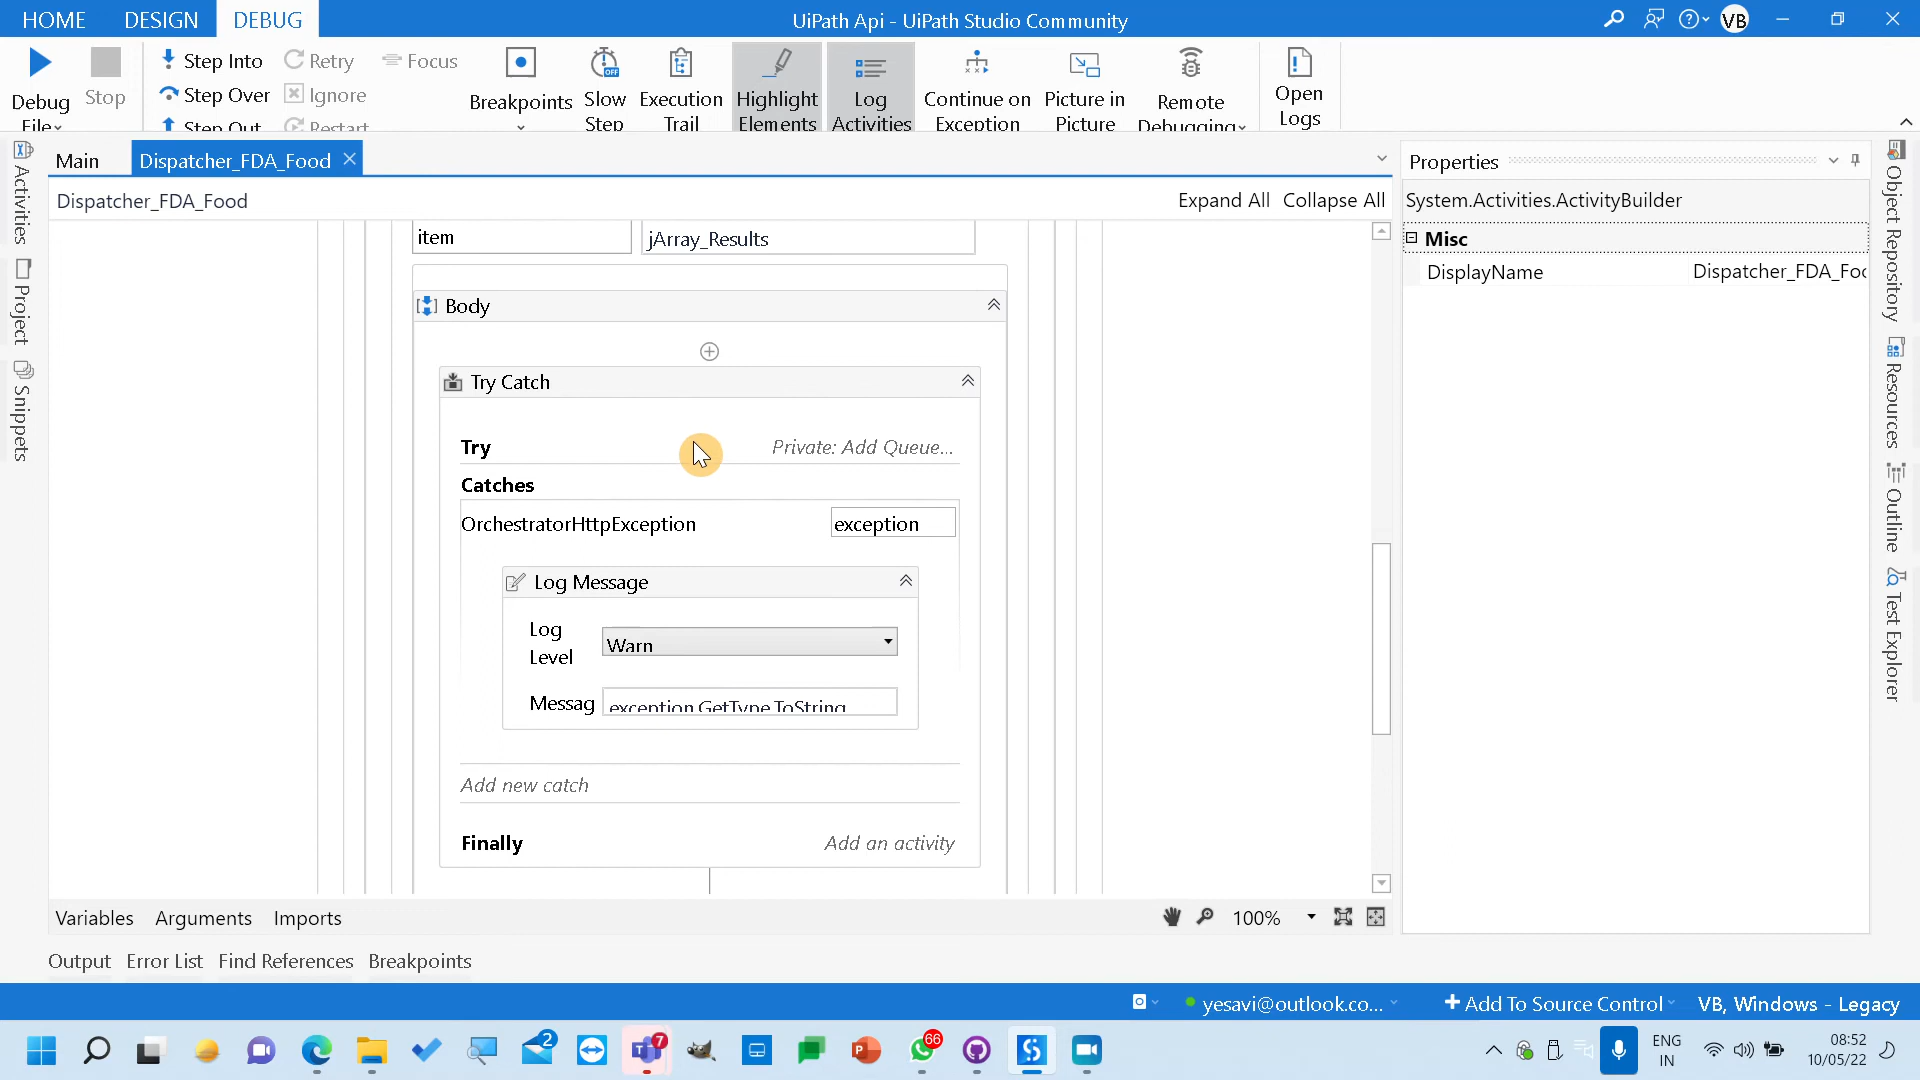 HOME DESIGN DEBUG UiPath Api - UiPath Studio Community VB
Debug File
Stop
Step Into
Step Over
Step Out
Retry
Ignore
Restart
Focus
Breakpoints
Slow Step
Execution Trail
Highlight Elements
Log Activities
Continue on Exception
Picture in Picture
Remote Debugging
Open Logs
Activities
Project
Snippets
Main Dispatcher_FDA_Food
Dispatcher_FDA_Food Expand All Collapse All
item jArray_Results
Body
Try Catch
Try Private: Add Queue...
Catches
OrchestratorHttpException exception
Log Message
Log Level Warn
Messag exception.GetType.ToString
Add new catch
Finally Add an activity
Variables Arguments Imports 100%
Output Error List Find References Breakpoints
Properties
System.Activities.ActivityBuilder
Misc
DisplayName Dispatcher_FDA_Foo
Object Repository
Resources
Outline
Test Explorer
yesavi@outlook.co... Add To Source Control VB, Windows - Legacy
2 7 66
ENG IN
08:52
10/05/22